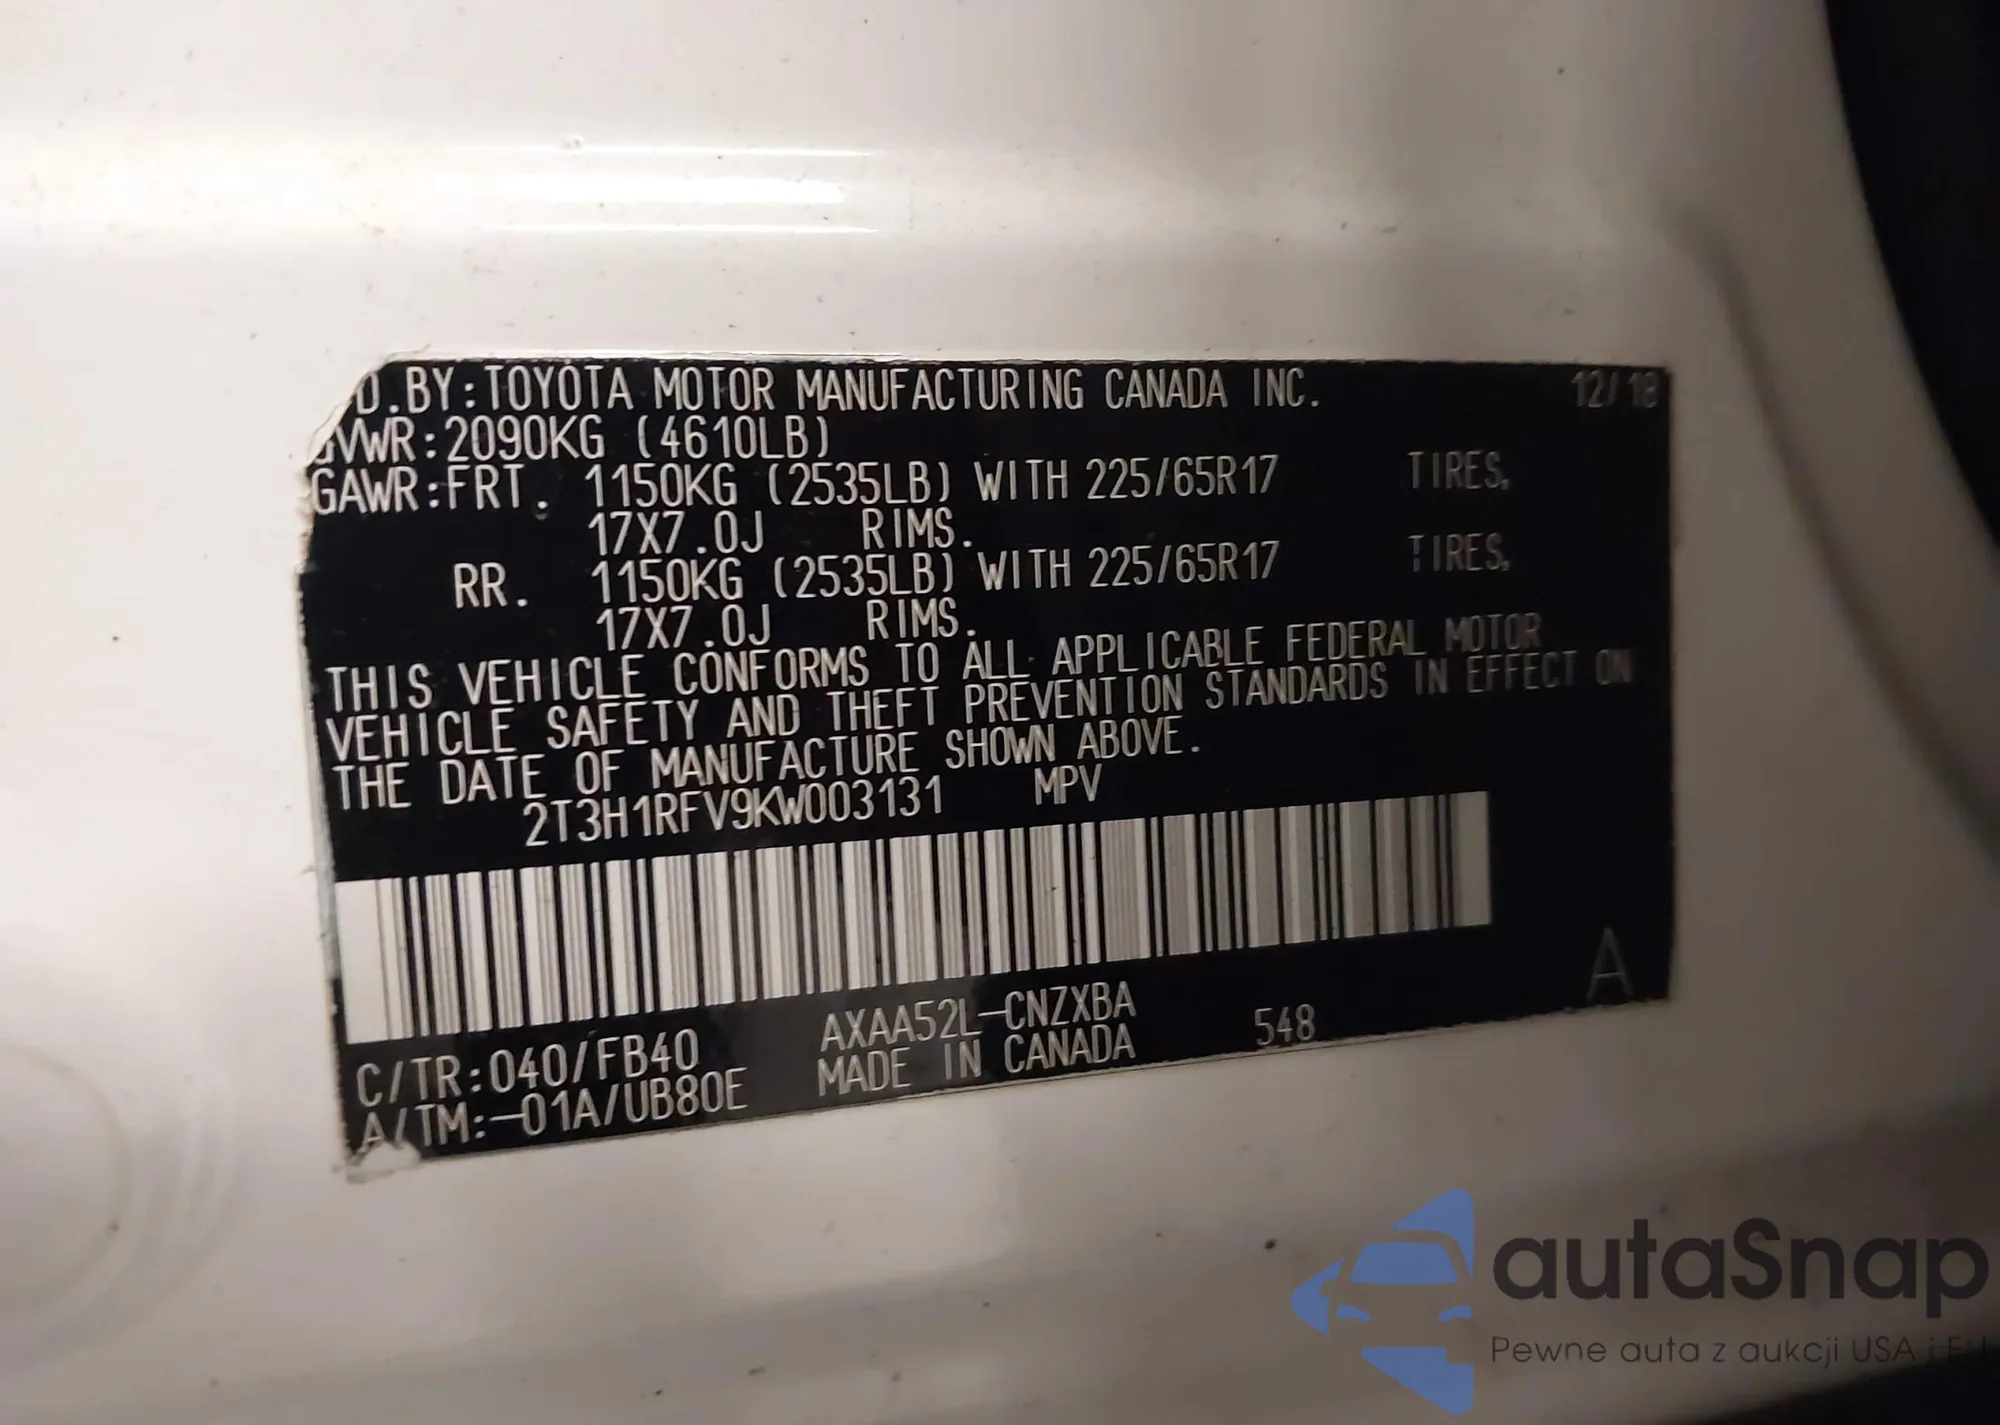 D.BY:TOYOTA MOTOR MANUFACTURING CANADA INC. 12/18
GVWR:2090KG (4610LB)
GAWR:FRT. 1150KG (2535LB) WITH 225/65R17 TIRES,
17X7.0J RIMS.
RR. 1150KG (2535LB) WITH 225/65R17 TIRES,
17X7.0J RIMS.
THIS VEHICLE CONFORMS TO ALL APPLICABLE FEDERAL MOTOR
VEHICLE SAFETY AND THEFT PREVENTION STANDARDS IN EFFECT ON
THE DATE OF MANUFACTURE SHOWN ABOVE.
2T3H1RFV9KW003131 MPV
A
C/TR:040/FB40 AXAA52L-CNZXBA 548
A/TM:-01A/UB80E MADE IN CANADA
autaSnap
Pewne auta z aukcji USA i EU